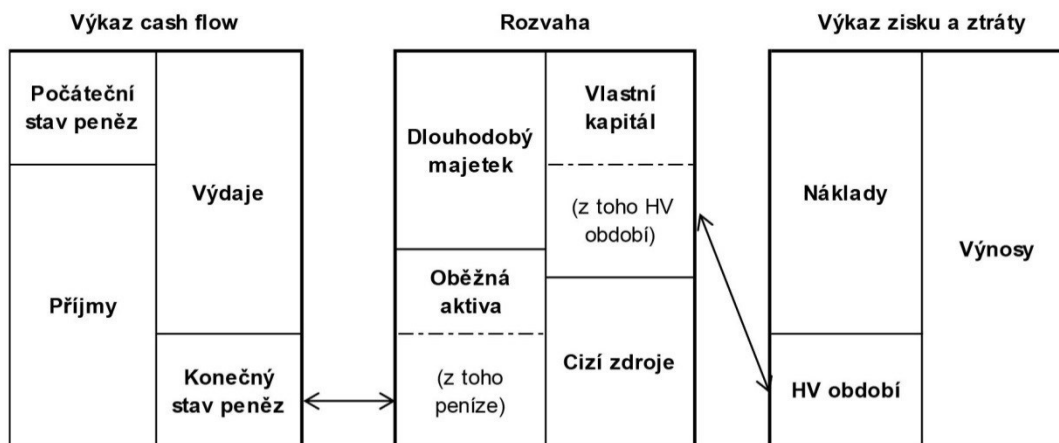 Výkaz cash flow
Rozvaha
Výkaz zisku a ztráty
Počáteční
stav peněz
Výdaje
Příjmy
Konečný
stav peněz
Dlouhodobý
majetek
Vlastní
kapitál
(z toho HV
období)
Oběžná
aktiva
(z toho
peníze)
Cizí zdroje
Náklady
Výnosy
HV období